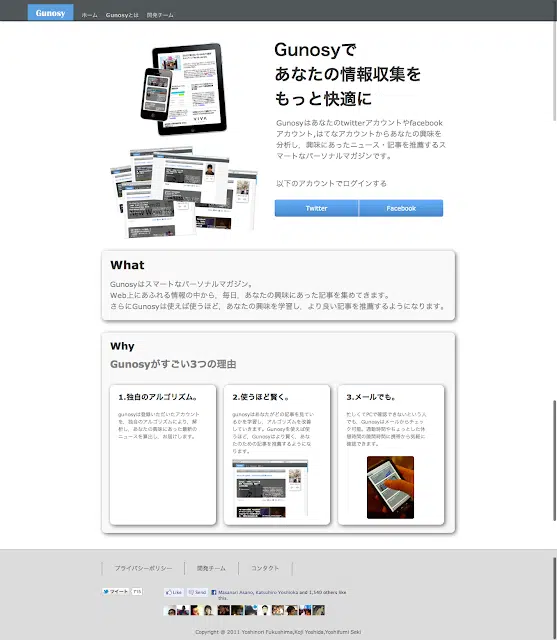 Gunosy ホーム Gunosyとは 開発チーム
Gunosyで
あなたの情報収集を
もっと快適に
Gunosyはあなたのtwitterアカウントやfacebook
アカウント,はてなアカウントからあなたの興味を
分析し、興味にあったニュース・記事を推薦するス
マートなパーソナルマガジンです。
以下のアカウントでログインする
Twitter Facebook
What
Gunosyはスマートなパーソナルマガジン。
Web上にあふれる情報の中から、毎日、あなたの興味にあった記事を集めてきます。
さらにGunosyは使えば使うほど、あなたの興味を学習し、より良い記事を推薦するようになります。
Why
Gunosyがすごい3つの理由
1.独自のアルゴリズム。
gunosyは登録いただいたアカウント
を、独自のアルゴリズムにより、解
析し、あなたの興味にあった最新の
ニュースを算出し、お届けします。
2.使うほど賢く。
gunosyはあなたがどの記事を見てい
るかを学習し、アルゴリズムを改善
していきます。Gunosyを使えば使
うほど、Gunosyはより賢く、あな
たのための記事を推薦するようにな
ります。
3.メールでも。
忙しくてPCで確認できないという人
でも、Gunosyはメールからチェッ
ク可能。通勤時間やちょっとした休
憩時間の隙間時間に携帯から気軽に
確認できます。
プライバシーポリシー 開発チーム コンタクト
ツイート 715 Like Send Masanori Asano, Katsuhiro Yoshioka and 1,140 others like
this.
Copyright @ 2011 Yoshinori Fukushima,Koji Yoshida,Yoshifumi Seki